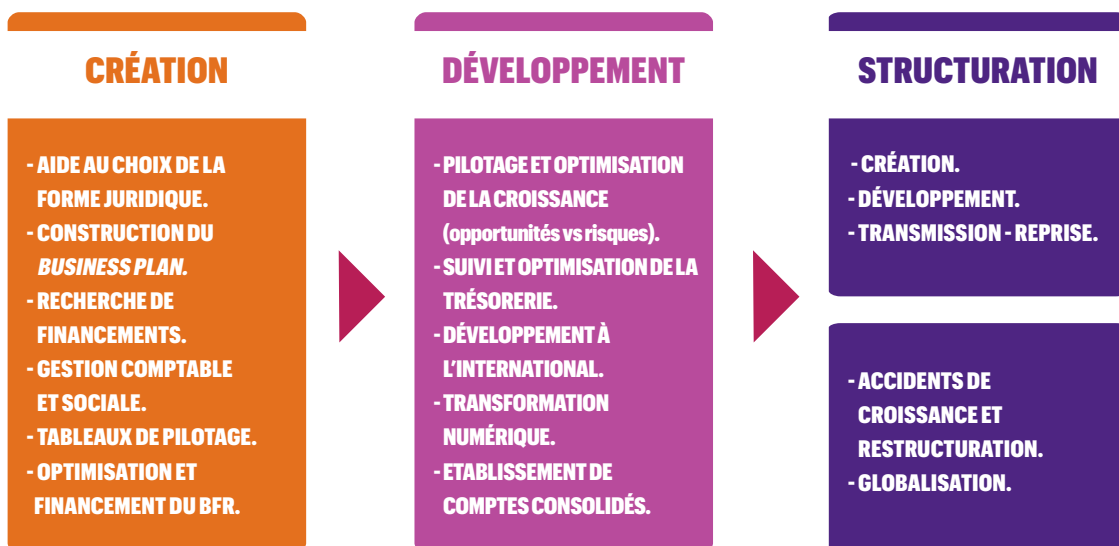 CRÉATION
- AIDE AU CHOIX DE LA
FORME JURIDIQUE.
- CONSTRUCTION DU
BUSINESS PLAN.
- RECHERCHE DE
FINANCEMENTS.
- GESTION COMPTABLE
ET SOCIALE.
- TABLEAUX DE PILOTAGE.
- OPTIMISATION ET
FINANCEMENT DU BFR.
DÉVELOPPEMENT
- PILOTAGE ET OPTIMISATION
DE LA CROISSANCE
(opportunités vs risques).
- SUIVI ET OPTIMISATION DE LA
TRÉSORERIE.
- DÉVELOPPEMENT À
L'INTERNATIONAL.
- TRANSFORMATION
NUMÉRIQUE.
- ETABLISSEMENT DE
COMPTES CONSOLIDÉS.
STRUCTURATION
- CRÉATION.
- DÉVELOPPEMENT.
- TRANSMISSION - REPRISE.
- ACCIDENTS DE
CROISSANCE ET
RESTRUCTURATION.
- GLOBALISATION.